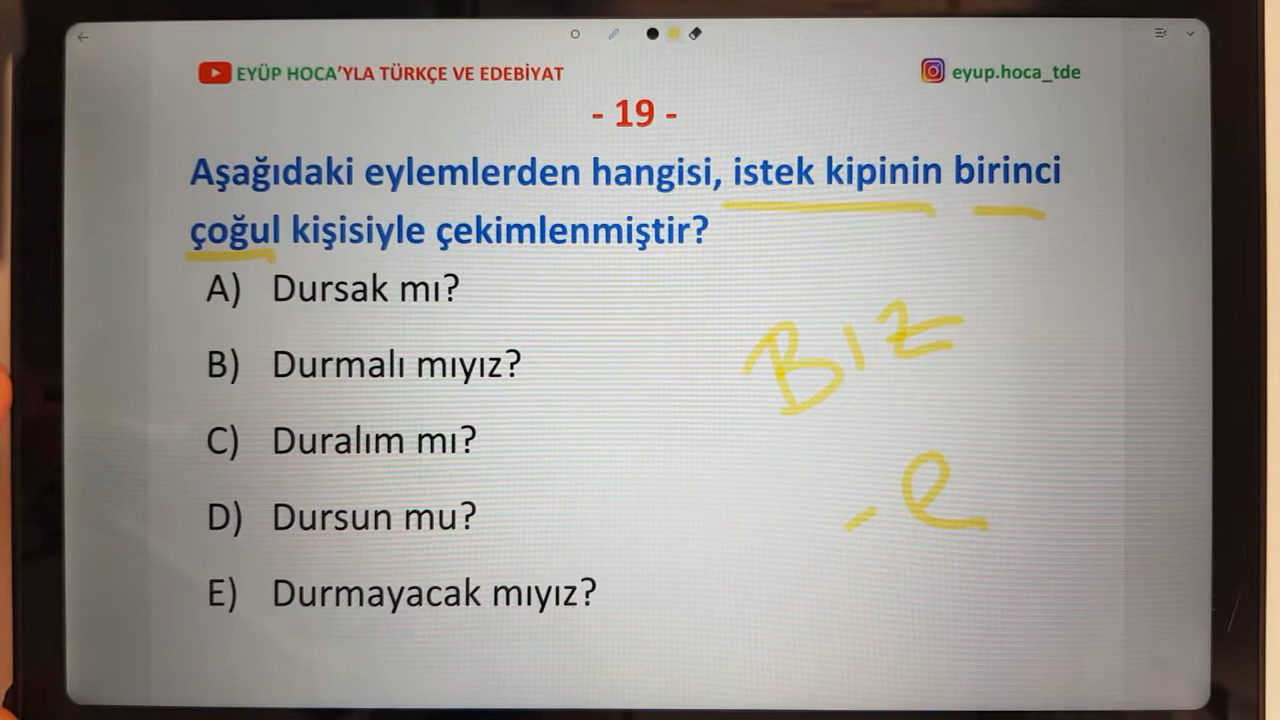 EYÜP HOCA'YLA TÜRKÇE VE EDEBİYAT
eyup.hoca_tde
- 19 -
Aşağıdaki eylemlerden hangisi, istek kipinin birinci
çoğul kişisiyle çekimlenmiştir?
A) Dursak mı?
B) Durmalı mıyız?
C) Duralım mı?
D) Dursun mu?
E) Durmayacak mıyız?
Bız
-e